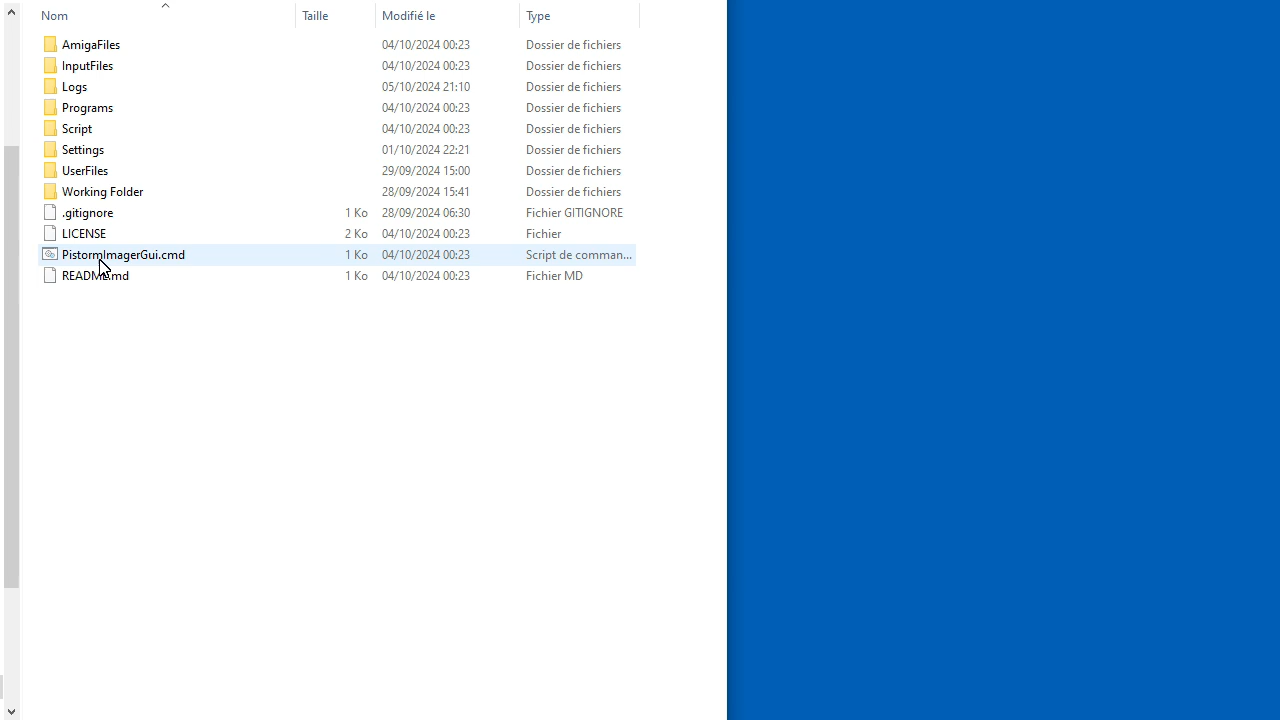 Nom Taille Modifié le Type
AmigaFiles 04/10/2024 00:23 Dossier de fichiers
InputFiles 04/10/2024 00:23 Dossier de fichiers
Logs 05/10/2024 21:10 Dossier de fichiers
Programs 04/10/2024 00:23 Dossier de fichiers
Script 04/10/2024 00:23 Dossier de fichiers
Settings 01/10/2024 22:21 Dossier de fichiers
UserFiles 29/09/2024 15:00 Dossier de fichiers
Working Folder 28/09/2024 15:41 Dossier de fichiers
.gitignore 1 Ko 28/09/2024 06:30 Fichier GITIGNORE
LICENSE 2 Ko 04/10/2024 00:23 Fichier
PistormImagerGui.cmd 1 Ko 04/10/2024 00:23 Script de comman...
README.md 1 Ko 04/10/2024 00:23 Fichier MD